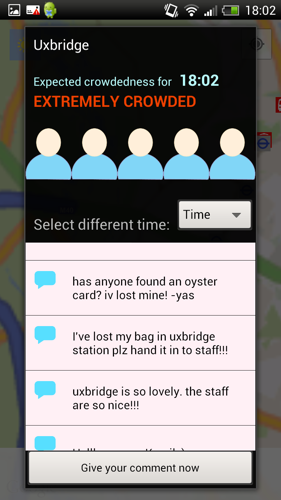 18:02
Uxbridge
Expected crowdedness for 18:02
EXTREMELY CROWDED
Select different time: Time
has anyone found an oyster
card? iv lost mine! -yas
I've lost my bag in uxbridge
station plz hand it in to staff!!!
uxbridge is so lovely. the staff
are so nice!!!
Give your comment now